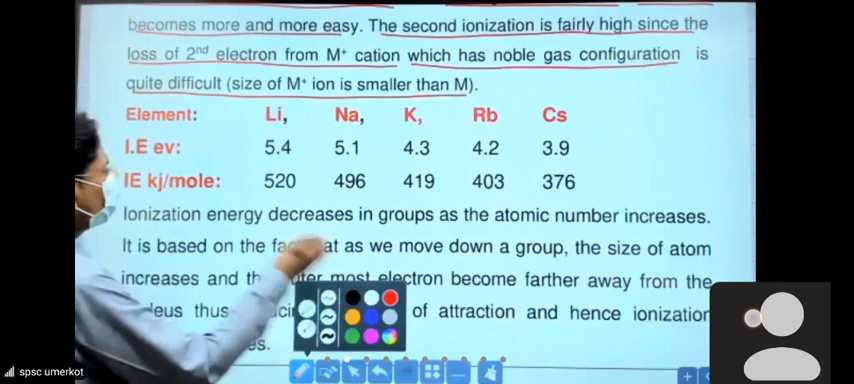 becomes more and more easy. The second ionization is fairly high since the
loss of 2nd electron from M+ cation which has noble gas configuration is
quite difficult (size of M+ ion is smaller than M).
Element: Li, Na, K, Rb Cs
I.E ev: 5.4 5.1 4.3 4.2 3.9
IE kj/mole: 520 496 419 403 376
Ionization energy decreases in groups as the atomic number increases.
It is based on the as we move down a group, the size of atom
increases and most electron become farther away from the
thus of attraction and hence ionization
spsc umerkot